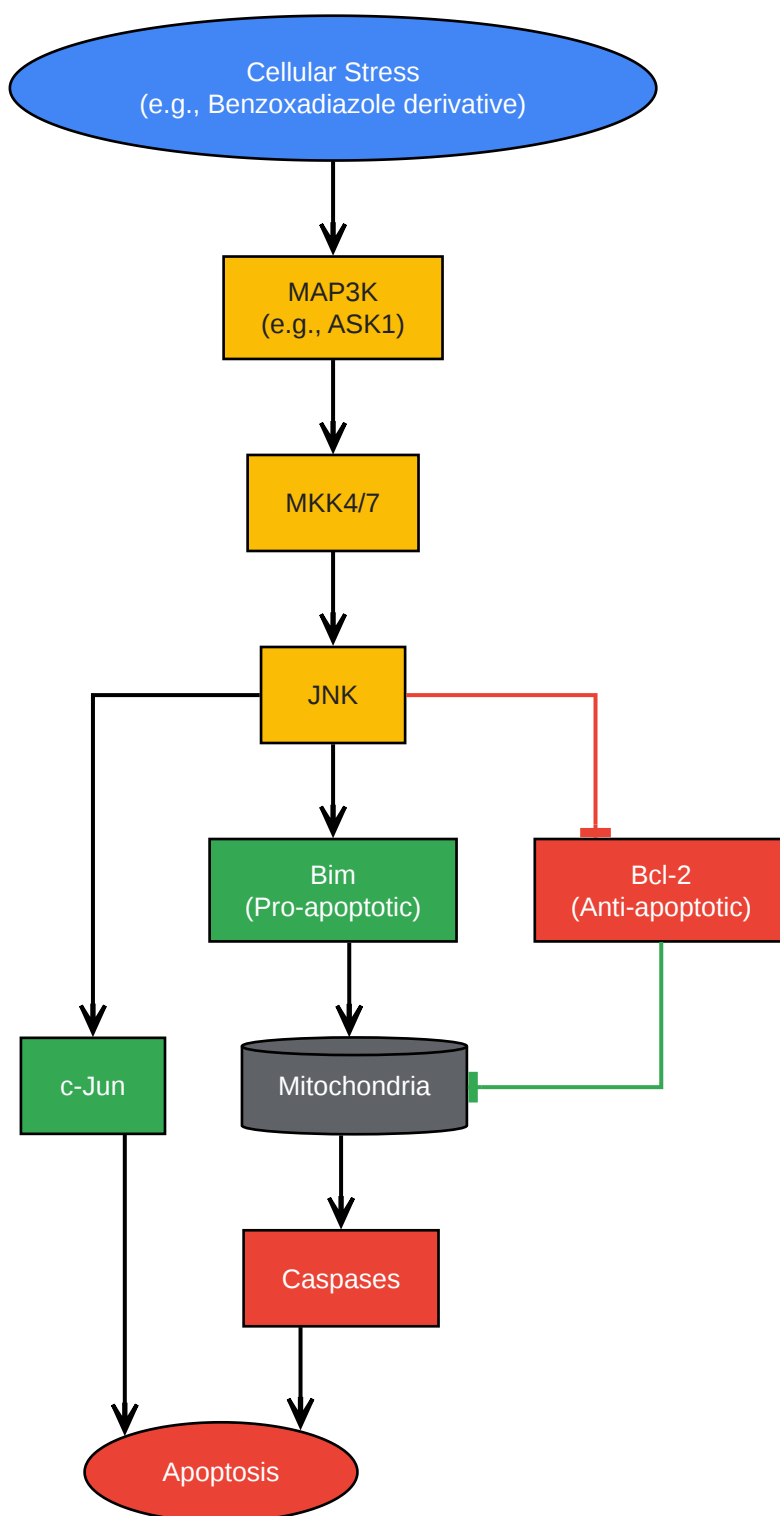 Cellular Stress
(e.g., Benzoxadiazole derivative)
MAP3K
(e.g., ASK1)
MKK4/7
JNK
Bim
(Pro-apoptotic)
Bcl-2
(Anti-apoptotic)
c-Jun
Mitochondria
Caspases
Apoptosis